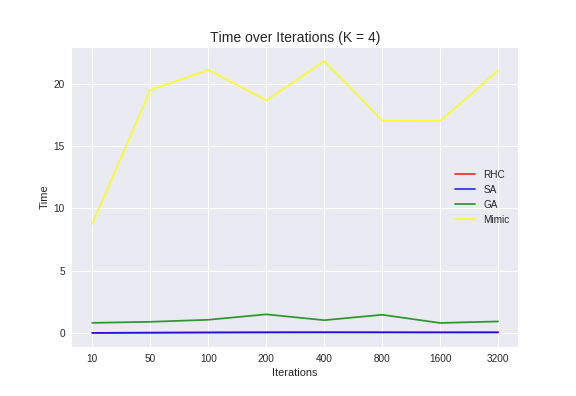 Time over Iterations (K = 4)
Time
20
15
10
5
0
RHC
SA
GA
Mimic
10 50 100 200 400 800 1600 3200
Iterations